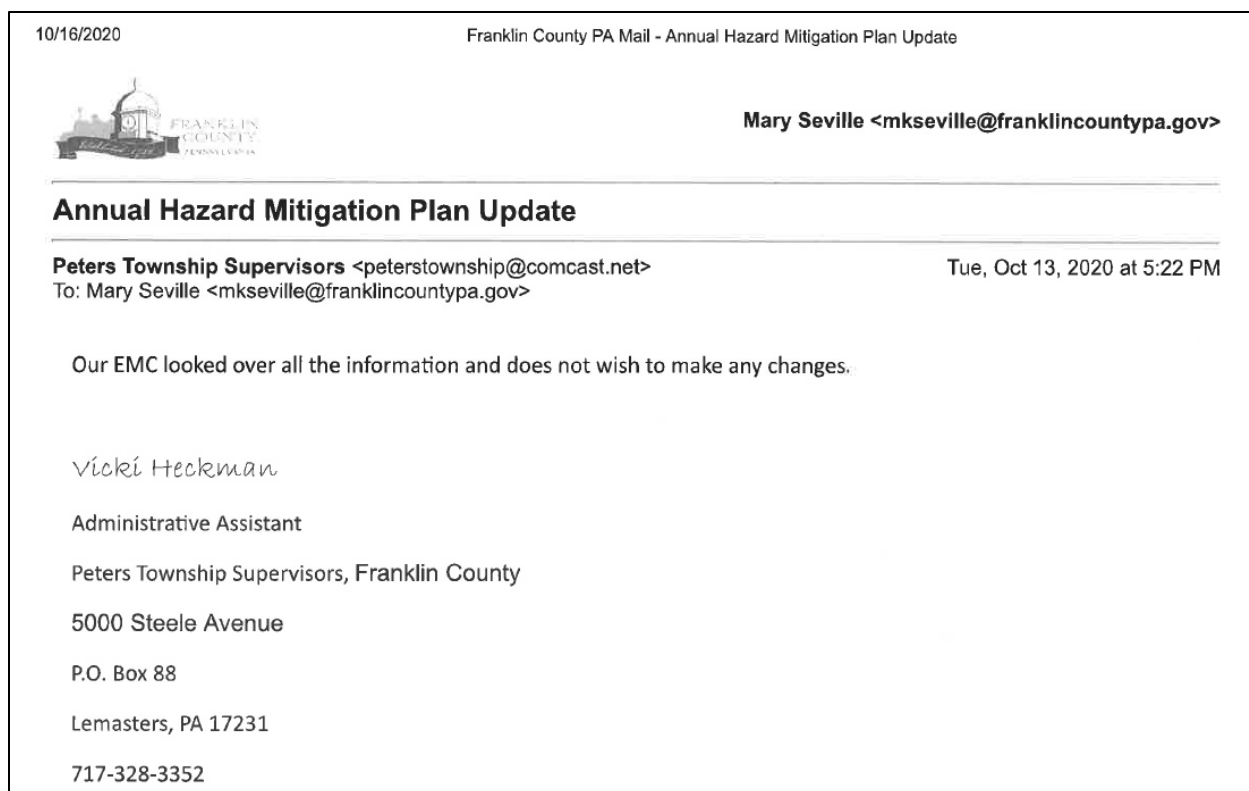 10/16/2020 Franklin County PA Mail - Annual Hazard Mitigation Plan Update
FRANKLIN
COUNTY
PENNSYLVANIA
Mary Seville <mkseville@franklincountypa.gov>
Annual Hazard Mitigation Plan Update
Peters Township Supervisors <peterstownship@comcast.net> Tue, Oct 13, 2020 at 5:22 PM
To: Mary Seville <mkseville@franklincountypa.gov>
Our EMC looked over all the information and does not wish to make any changes.
Vicki Heckman
Administrative Assistant
Peters Township Supervisors, Franklin County
5000 Steele Avenue
P.O. Box 88
Lemasters, PA 17231
717-328-3352